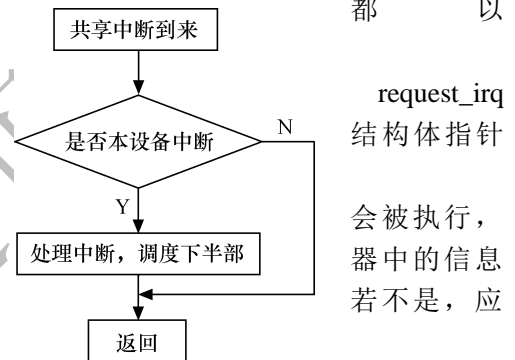 共享中断到来
是否本设备中断
N
Y
处理中断，调度下半部
返回
都 以
request_irq
结构体指针
会被执行，
器中的信息
若不是，应